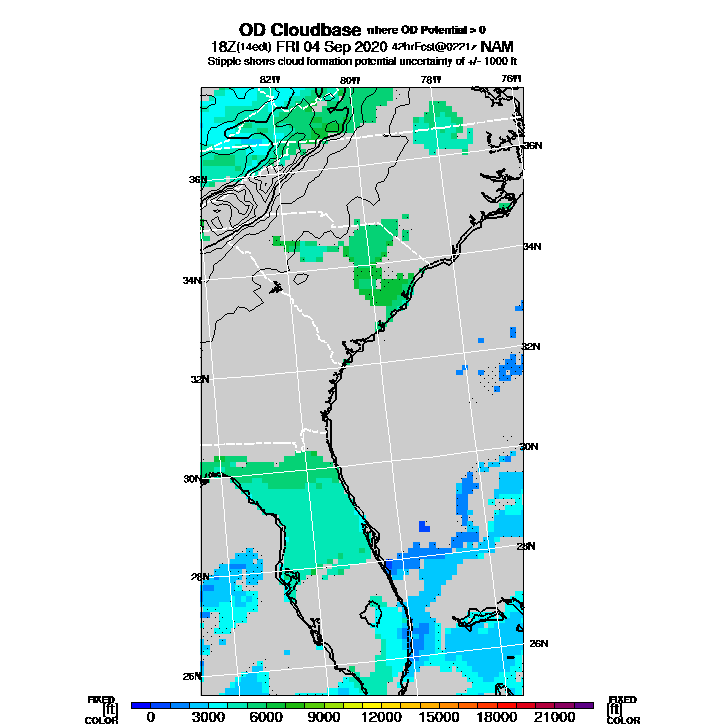 OD Cloudbase where OD Potential > 0
18Z(14edt) FRI 04 Sep 2020 42hrFcst@0221z NAM
Stipple shows cloud formation potential uncertainty of +/- 1000 ft
82W 80W 78W 76W
36N
36N
34N
34N
32N
32N
30N
30N
28N
28N
26N
26N
FIXED FIXED
[ft] [ft]
COLOR COLOR
0 3000 6000 9000 12000 15000 18000 21000